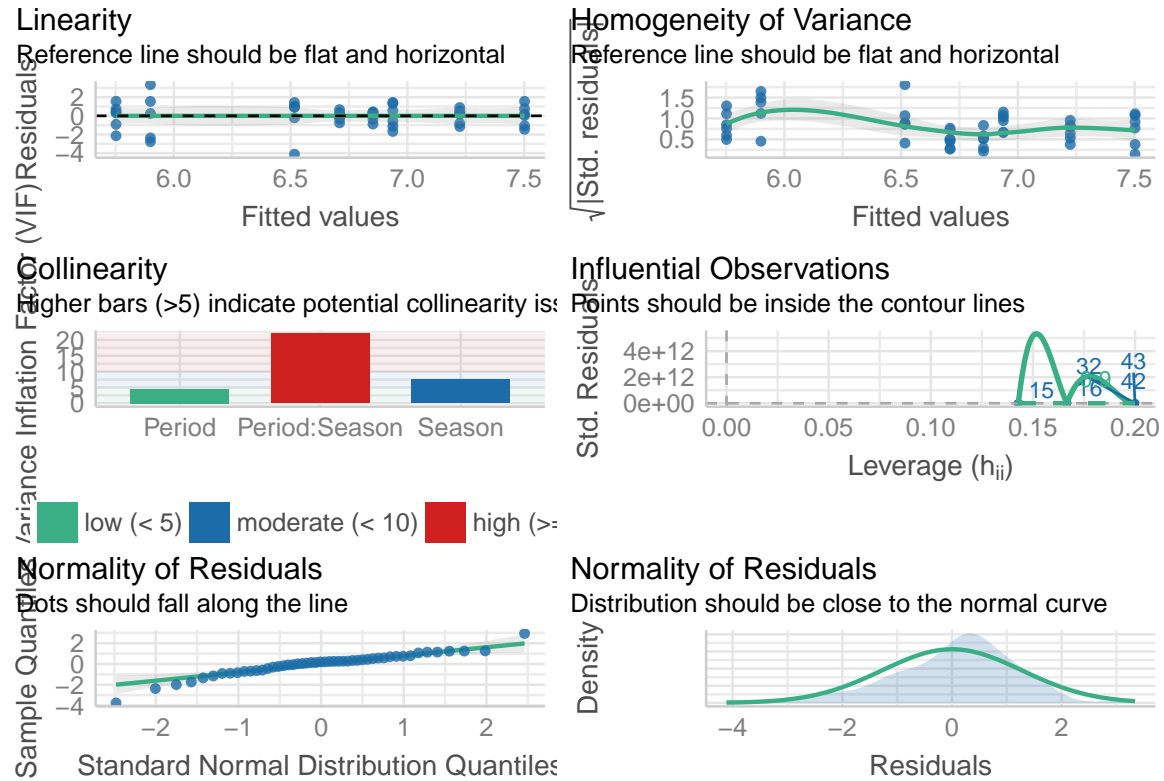 Linearity
Reference line should be flat and horizontal
Residuals
2
0
−2
−4
6.0 6.5 7.0 7.5
Fitted values
Homogeneity of Variance
Reference line should be flat and horizontal
√|Std. residuals|
1.5
1.0
0.5
6.0 6.5 7.0 7.5
Fitted values
Collinearity
Higher bars (>5) indicate potential collinearity iss
Variance Inflation Factor (VIF)
20
15
10
5
0
Period Period:Season Season
low (< 5) moderate (< 10) high (>=
Influential Observations
Points should be inside the contour lines
Std. Residuals
4e+12
2e+12
0e+00
15 32 16 43 42
0.00 0.05 0.10 0.15 0.20
Leverage (hii)
Normality of Residuals
Dots should fall along the line
Sample Quantiles
2
0
−2
−4
−2 −1 0 1 2
Standard Normal Distribution Quantiles
Normality of Residuals
Distribution should be close to the normal curve
Density
−4 −2 0 2
Residuals